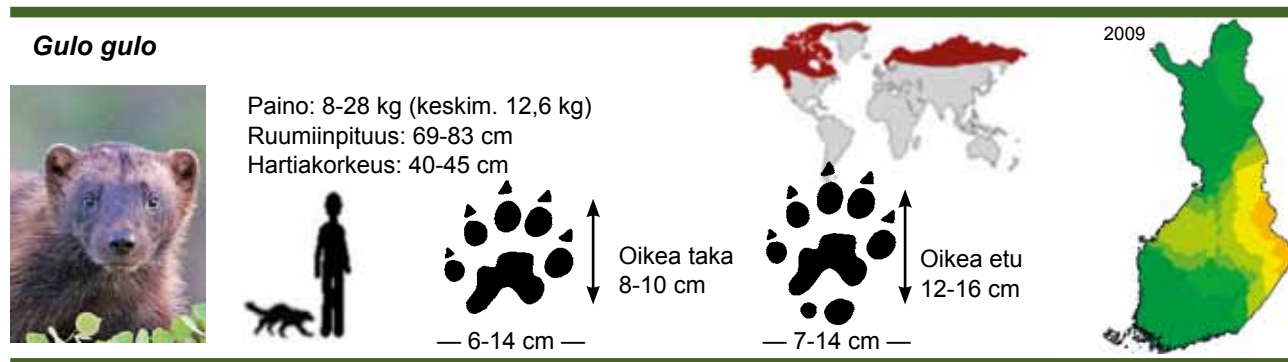 Gulo gulo
Paino: 8-28 kg (keskim. 12,6 kg)
Ruumiinpituus: 69-83 cm
Hartiakorkeus: 40-45 cm
Oikea taka
8-10 cm
— 6-14 cm —
Oikea etu
12-16 cm
— 7-14 cm —
2009